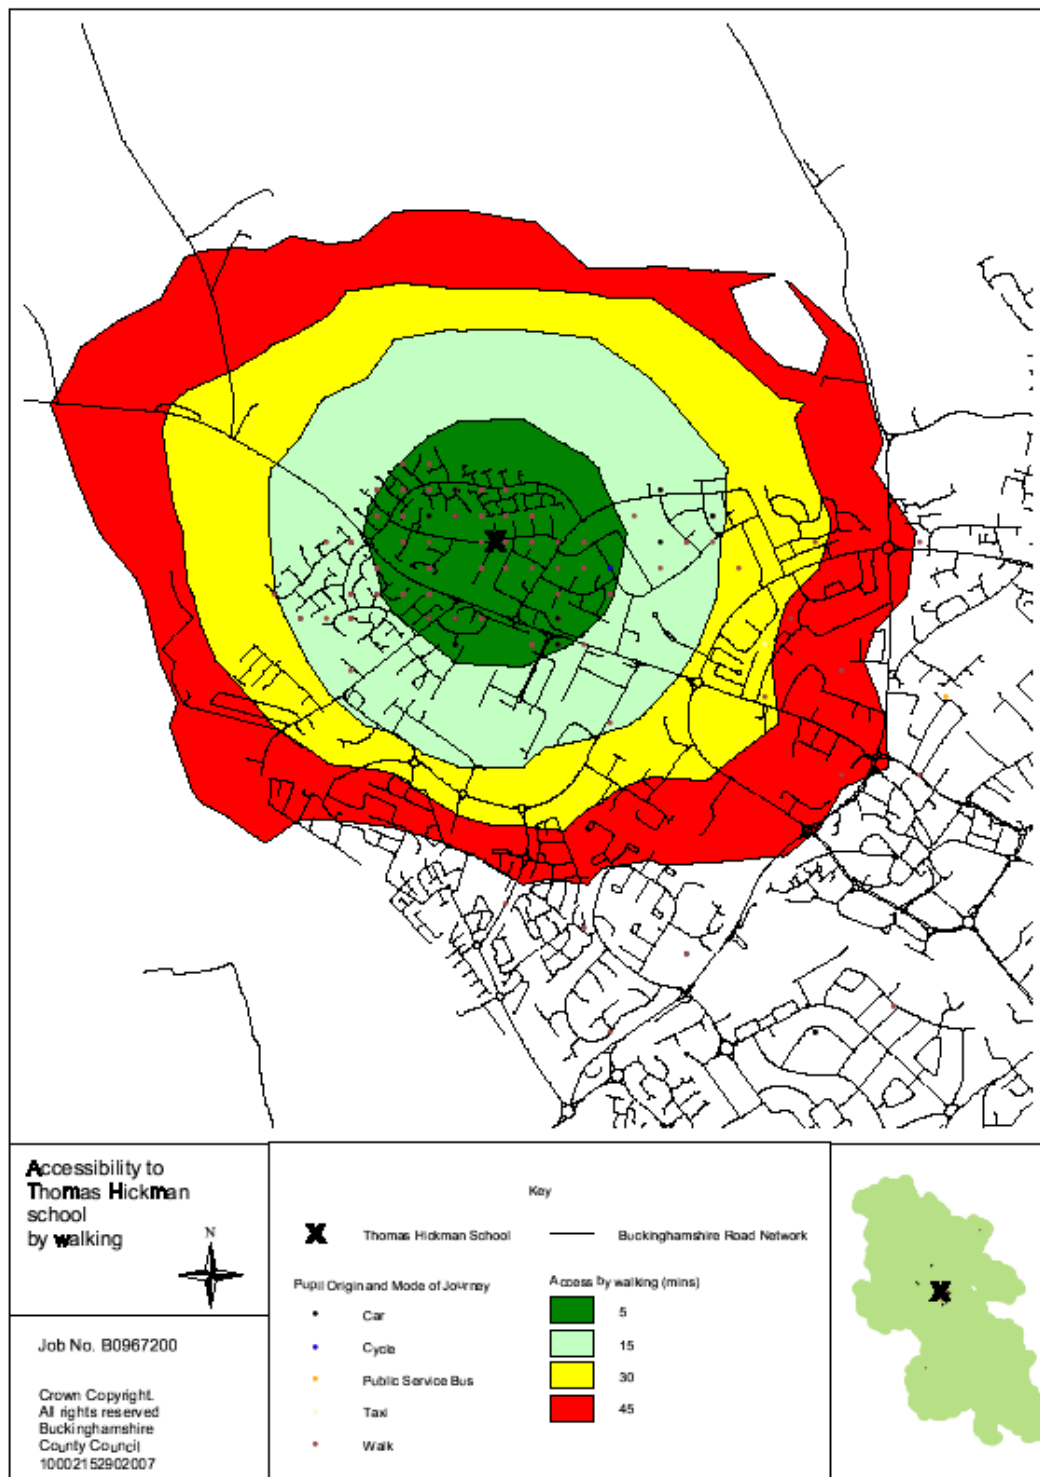 Accessibility to
Thomas Hickman
school
by walking
N
Job No. B0967200
Crown Copyright.
All rights reserved
Buckinghamshire
County Council
10002152902007
Key
X Thomas Hickman School
Buckinghamshire Road Network
Pupil Origin and Mode of Journey
Car
Cycle
Public Service Bus
Taxi
Walk
Access by walking (mins)
5
15
30
45